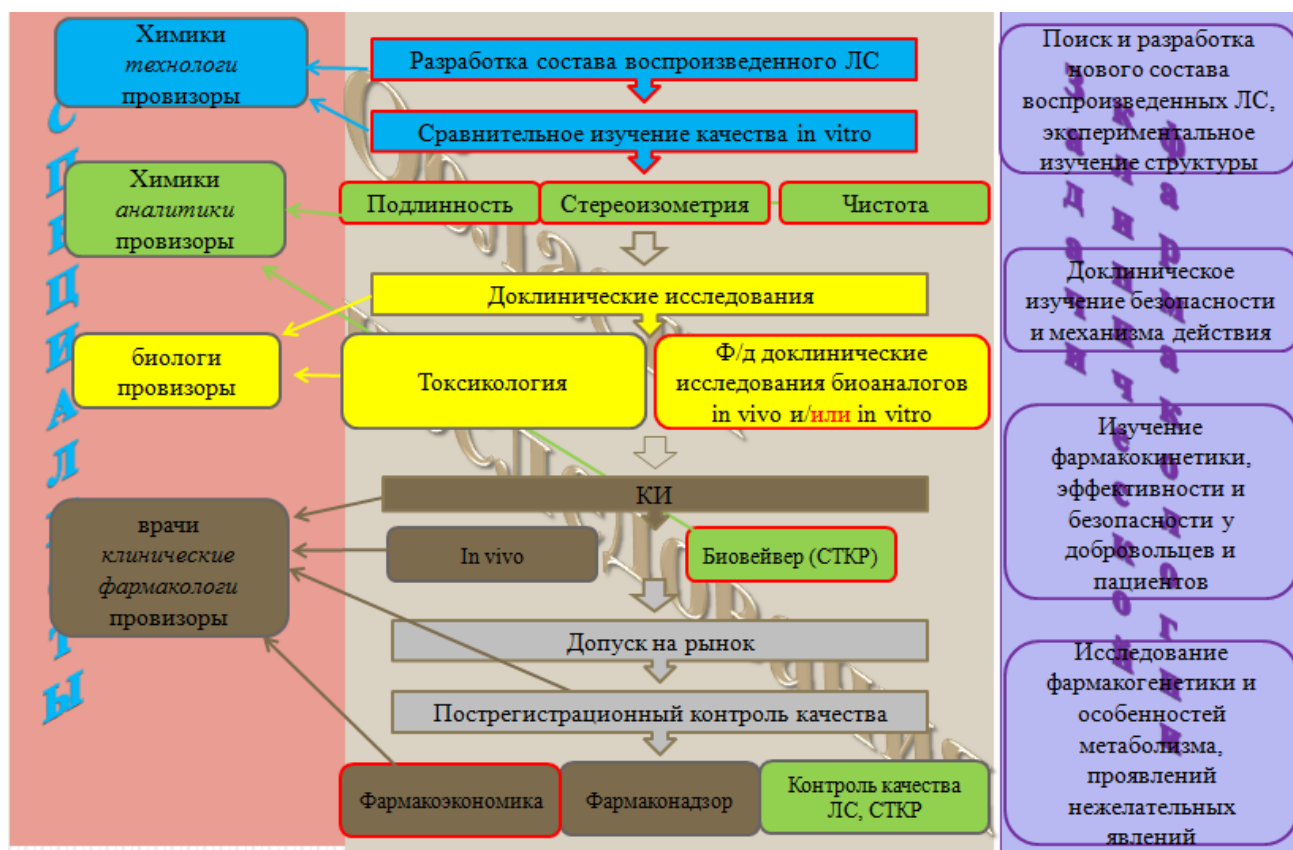 СПЕЦИАЛИСТЫ
Химики
технологи
провизоры
Химики
аналитики
провизоры
биологи
провизоры
врачи
клинические
фармакологи
провизоры
Разработка состава воспроизведенного ЛС
Сравнительное изучение качества in vitro
Подлинность
Стереоизометрия
Чистота
Доклинические исследования
Токсикология
Ф/д доклинические
исследования биоаналогов
in vivo и/или in vitro
КИ
In vivo
Биовейвер (СТКР)
Допуск на рынок
Пострегистрационный контроль качества
Фармакоэкономика
Фармаконадзор
Контроль качества
ЛС, СТКР
Поиск и разработка
нового состава
воспроизведенных ЛС,
экспериментальное
изучение структуры
Доклиническое
изучение безопасности
и механизма действия
Изучение
фармакокинетики,
эффективности и
безопасности у
добровольцев и
пациентов
Исследование
фармакогенетики и
особенностей
метаболизма,
проявлений
нежелательных
явлений